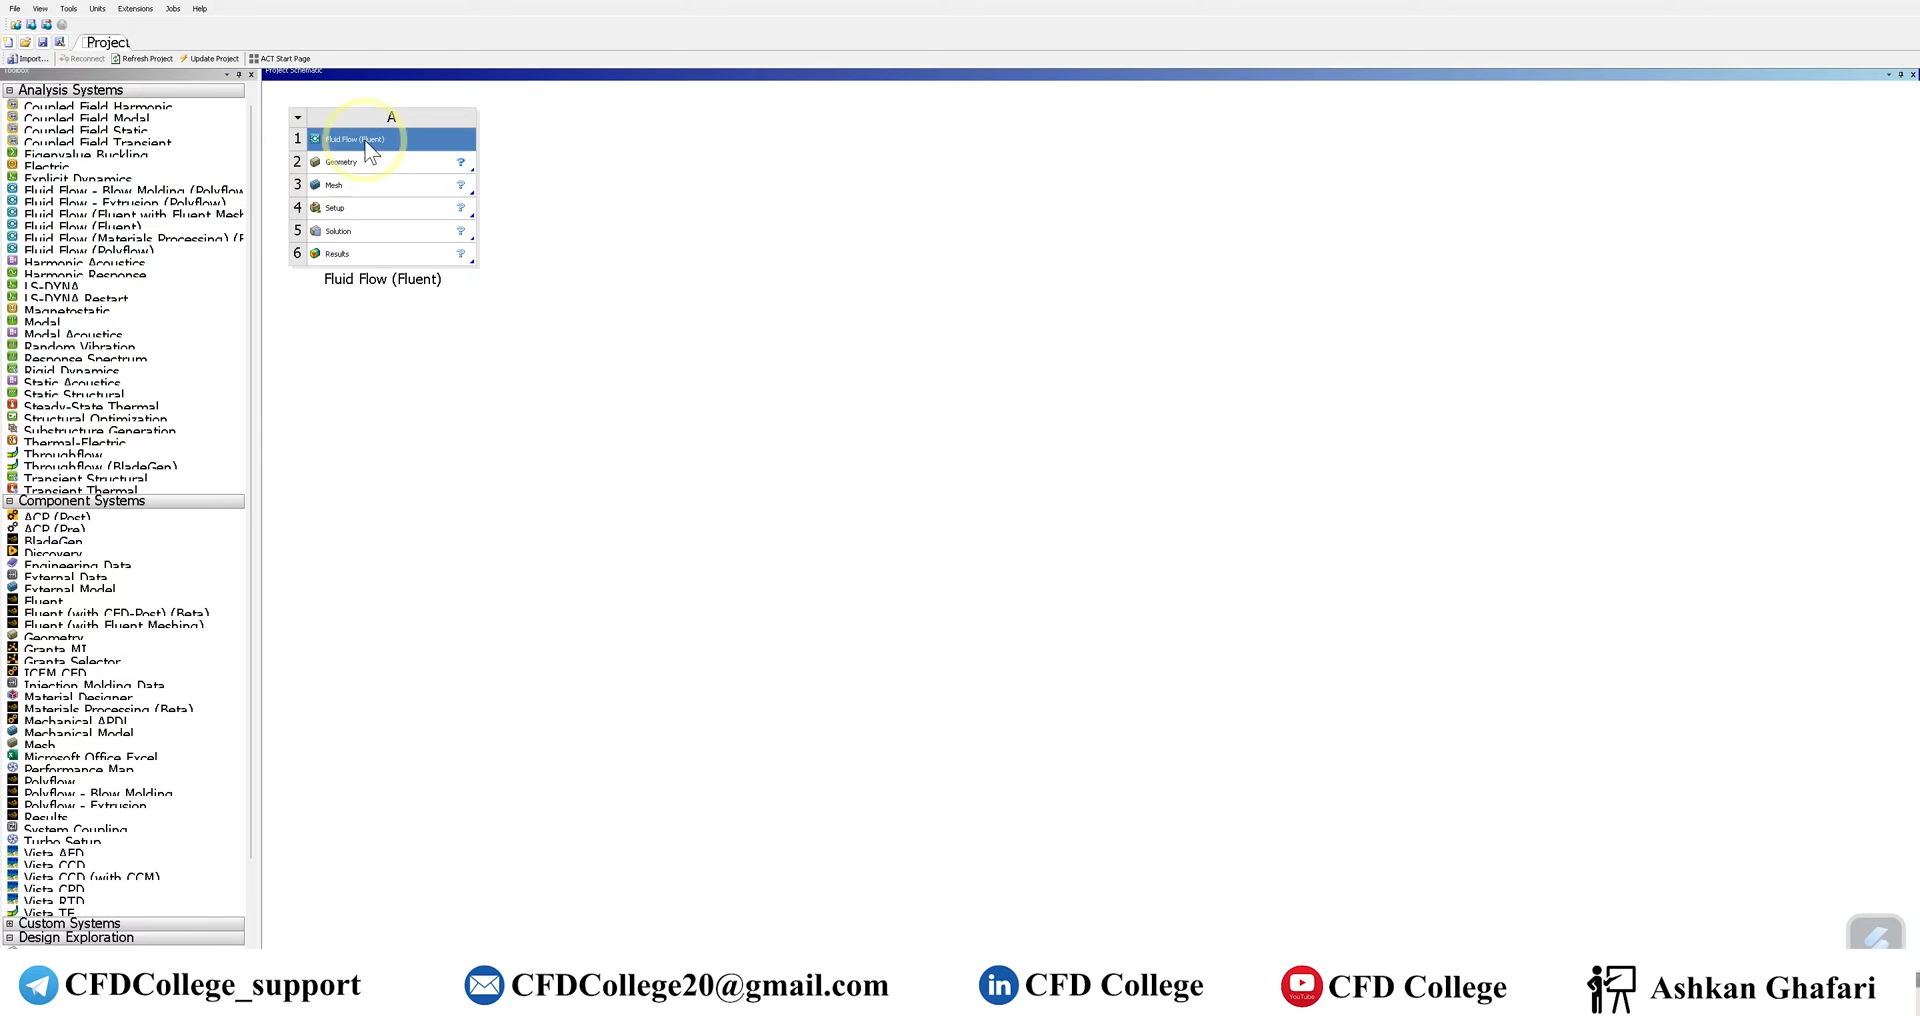 File View Tools Units Extensions Jobs Help
Project
Import... Reconnect Refresh Project Update Project ACT Start Page
Toolbox
Project Schematic
Analysis Systems
Coupled Field Harmonic
Coupled Field Modal
Coupled Field Static
Coupled Field Transient
Eigenvalue Buckling
Electric
Explicit Dynamics
Fluid Flow - Blow Molding (Polyflow
Fluid Flow - Extrusion (Polyflow)
Fluid Flow (Fluent with Fluent Mesh
Fluid Flow (Fluent)
Fluid Flow (Materials Processing) (E
Fluid Flow (Polyflow)
Harmonic Acoustics
Harmonic Response
LS-DYNA
LS-DYNA Restart
Magnetostatic
Modal
Modal Acoustics
Random Vibration
Response Spectrum
Rigid Dynamics
Static Acoustics
Static Structural
Steady-State Thermal
Structural Optimization
Substructure Generation
Thermal-Electric
Throughflow
Throughflow (BladeGen)
Transient Structural
Transient Thermal
Component Systems
ACP (Post)
ACP (Pre)
BladeGen
Discovery
Engineering Data
External Data
External Model
Fluent
Fluent (with CFD-Post) (Beta)
Fluent (with Fluent Meshing)
Geometry
Granta MI
Granta Selector
ICEM CFD
Injection Molding Data
Material Designer
Materials Processing (Beta)
Mechanical APDL
Mechanical Model
Mesh
Microsoft Office Excel
Performance Map
Polyflow
Polyflow - Blow Molding
Polyflow - Extrusion
Results
System Coupling
Turbo Setup
Vista AFD
Vista CCD
Vista CCD (with CCM)
Vista CPD
Vista RTD
Vista TF
Custom Systems
Design Exploration
A
1 Fluid Flow (Fluent)
2 Geometry ?
3 Mesh ?
4 Setup ?
5 Solution ?
6 Results ?
Fluid Flow (Fluent)
CFDCollege_support CFDCollege20@gmail.com in CFD College YouTube CFD College Ashkan Ghafari